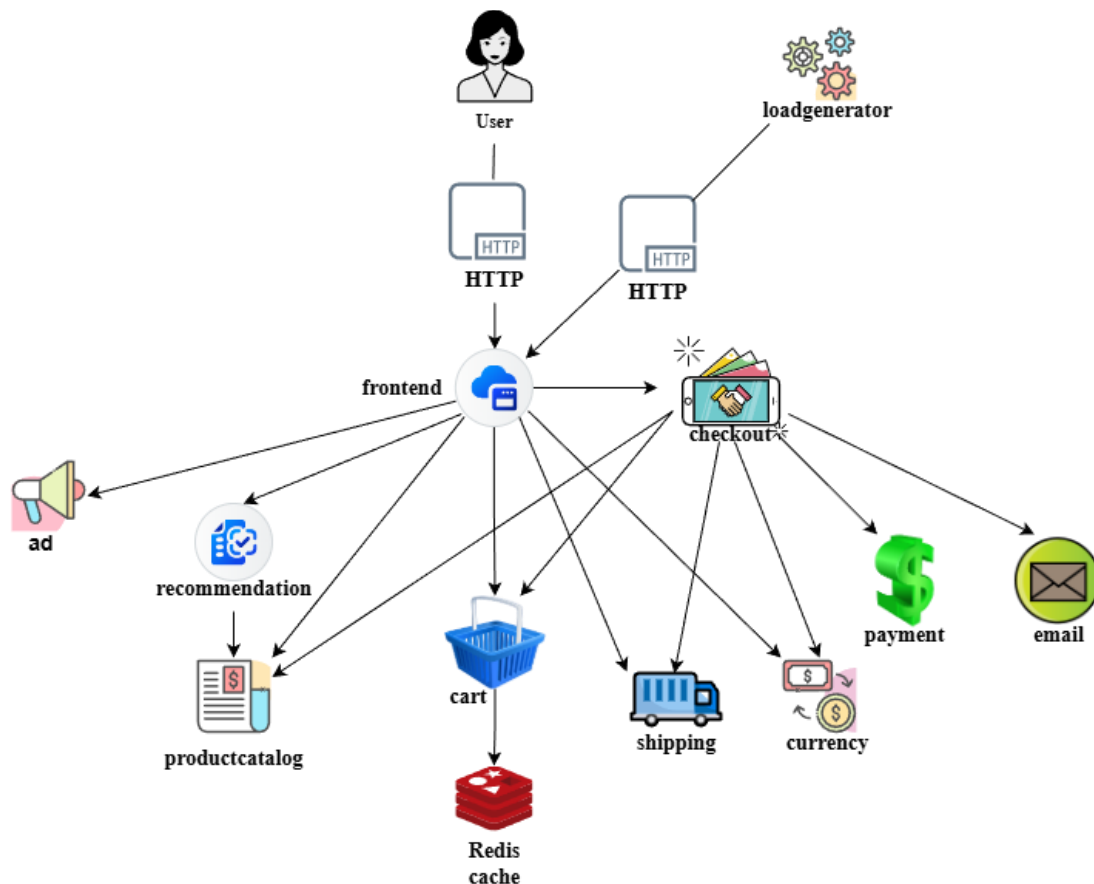 User
loadgenerator
HTTP
HTTP
HTTP
HTTP
frontend
checkout
ad
recommendation
$
payment
email
$
$
cart
productcatalog
shipping
currency
Redis
cache